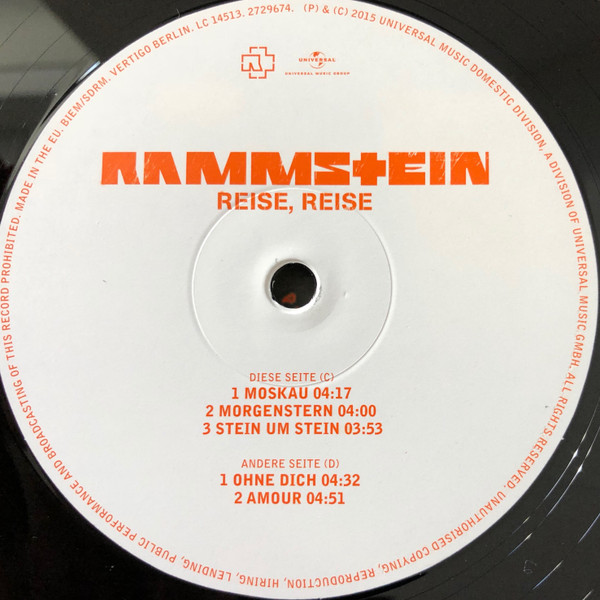 MADE IN THE EU. BIEM/SDRM. VERTIGO BERLIN. LC 14513. 2729674. (P) & (C) 2015 UNIVERSAL MUSIC DOMESTIC DIVISION, A DIVISION OF UNIVERSAL MUSIC GMBH. ALL RIGHTS RESERVED. UNAUTHORISED COPYING, REPRODUCTION, HIRING, LENDING, PUBLIC PERFORMANCE AND BROADCASTING OF THIS RECORD PROHIBITED.
UNIVERSAL
UNIVERSAL MUSIC GROUP
RAMMSTEIN
REISE, REISE
DIESE SEITE (C)
1 MOSKAU 04:17
2 MORGENSTERN 04:00
3 STEIN UM STEIN 03:53
ANDERE SEITE (D)
1 OHNE DICH 04:32
2 AMOUR 04:51